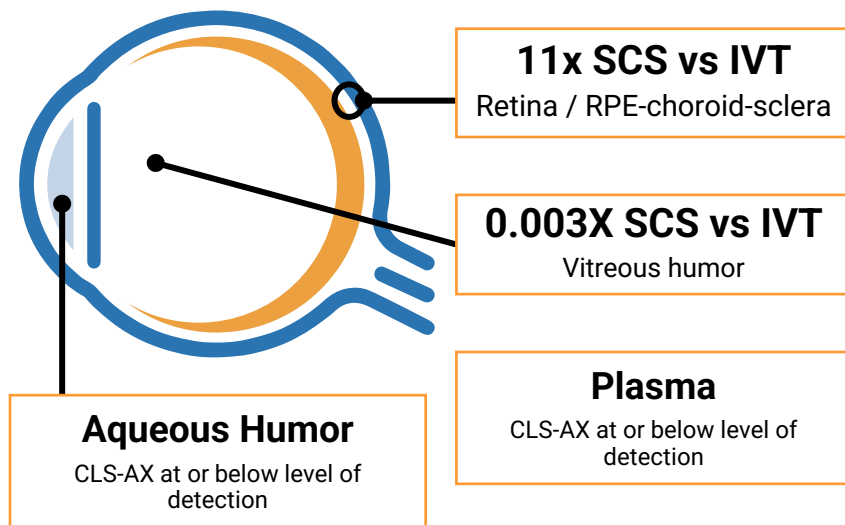 11x SCS vs IVT
Retina / RPE-choroid-sclera
0.003X SCS vs IVT
Vitreous humor
Plasma
CLS-AX at or below level of
detection
Aqueous Humor
CLS-AX at or below level of
detection